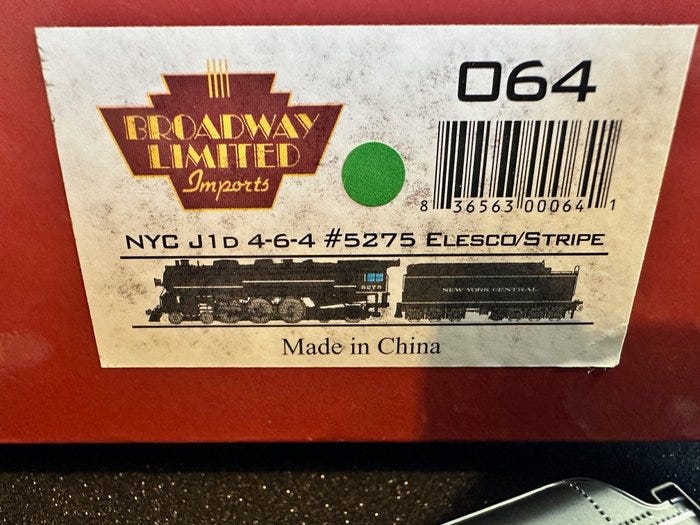 BROADWAY
LIMITED
Imports
064
8 36563 00064 1
NYC J1D 4-6-4 #5275 ELESCO/STRIPE
5275
NEW YORK CENTRAL
Made in China